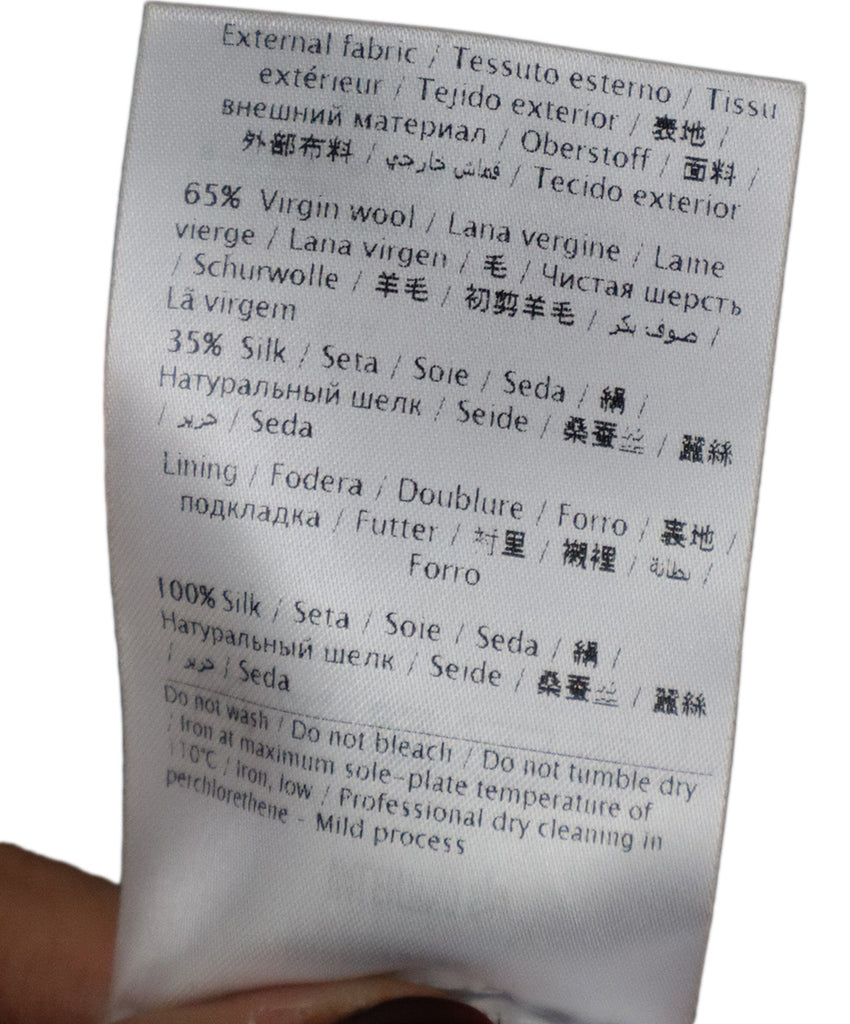 External fabric / Tessuto esterno / Tissu
extérieur / Tejido exterior / 表地 /
внешний материал / Oberstoff / 面料 /
外部布料 / قماش خارجي / Tecido exterior
65% Virgin wool / Lana vergine / Laine
vierge / Lana virgen / 毛 / Чистая шерсть
/ Schurwolle / 羊毛 / 初剪羊毛 / صوف بكر /
Lã virgem
35% Silk / Seta / Soie / Seda / 絹 /
Натуральный шелк / Seide / 桑蚕丝 / 蠶絲
/ حرير / Seda
Lining / Fodera / Doublure / Forro / 裏地 /
подкладка / Futter / 衬里 / 襯裡 / بطانة /
Forro
100% Silk / Seta / Soie / Seda / 絹 /
Натуральный шелк / Seide / 桑蚕丝 / 蠶絲
/ حرير / Seda
Do not wash / Do not bleach / Do not tumble dry
/ Iron at maximum sole-plate temperature of
110°C / Iron, low / Professional dry cleaning in
perchlorethene - Mild process